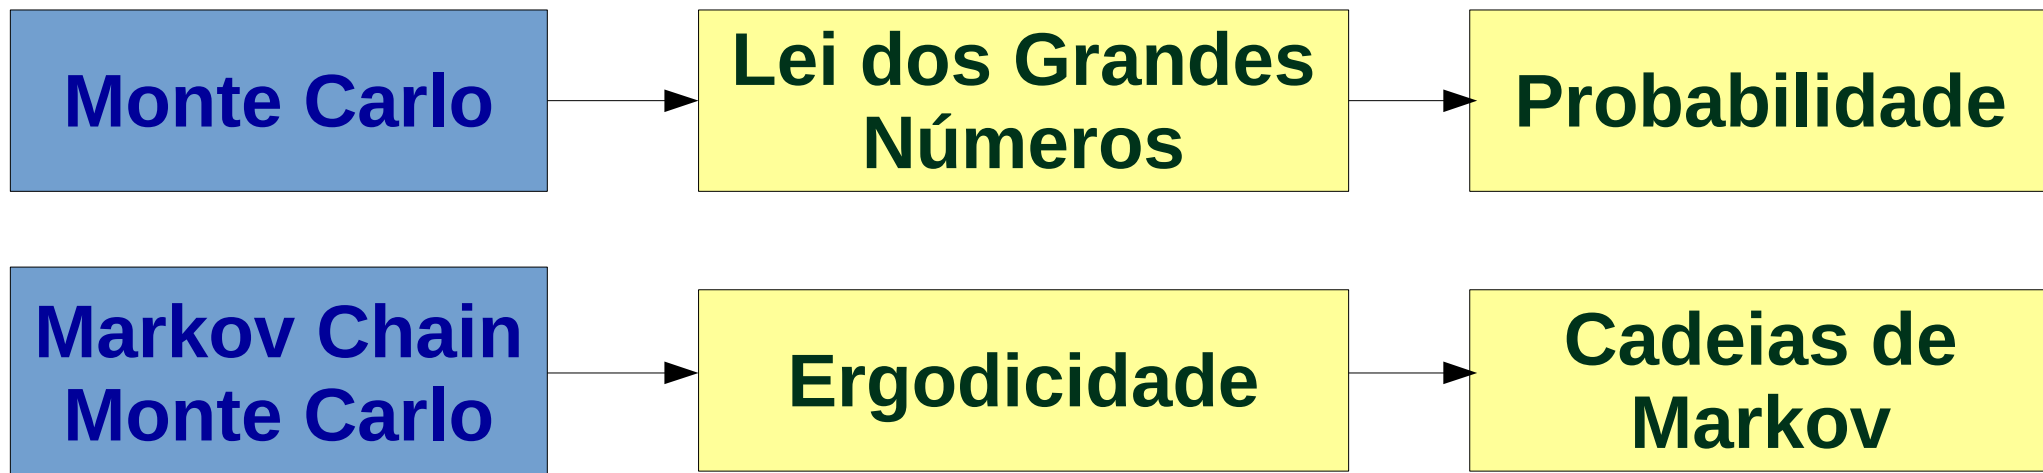 Monte Carlo
Lei dos Grandes
Números
Probabilidade
Markov Chain
Monte Carlo
Ergodicidade
Cadeias de
Markov